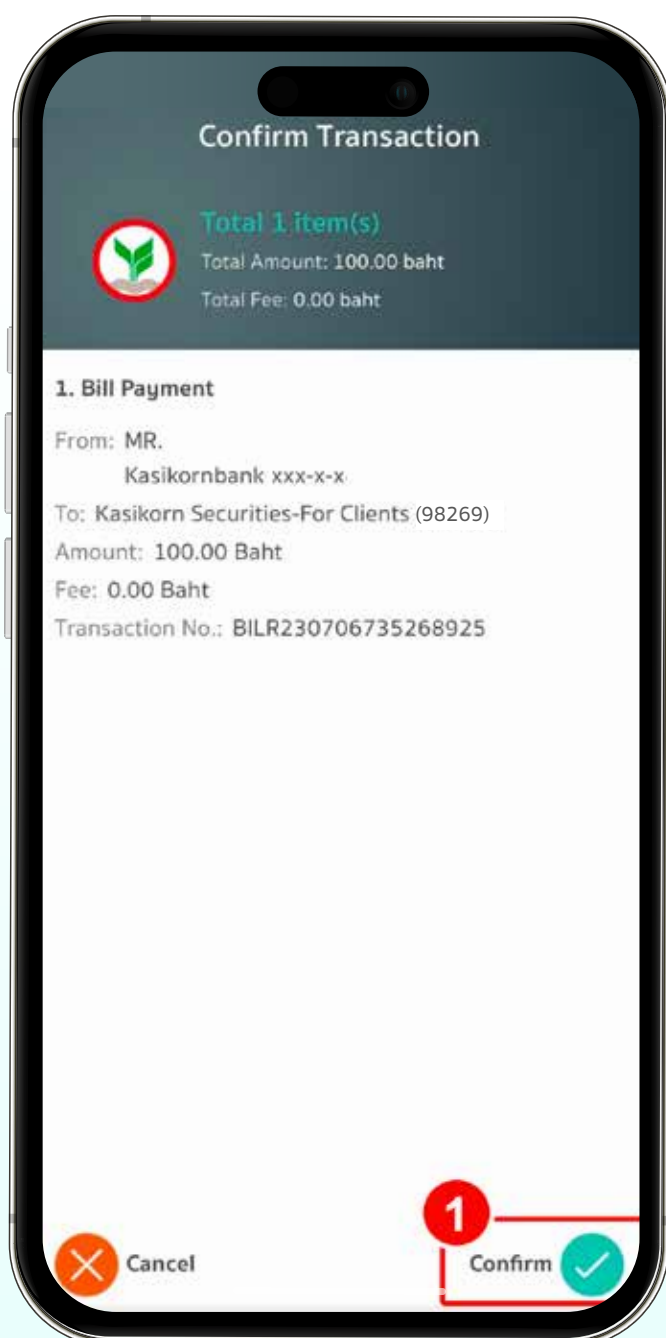 Confirm Transaction
Total 1 item(s)
Total Amount: 100.00 baht
Total Fee: 0.00 baht
1. Bill Payment
From: MR.
Kasikornbank xxx-x-x
To: Kasikorn Securities-For Clients (98269)
Amount: 100.00 Baht
Fee: 0.00 Baht
Transaction No.: BILR230706735268925
1
Cancel
Confirm